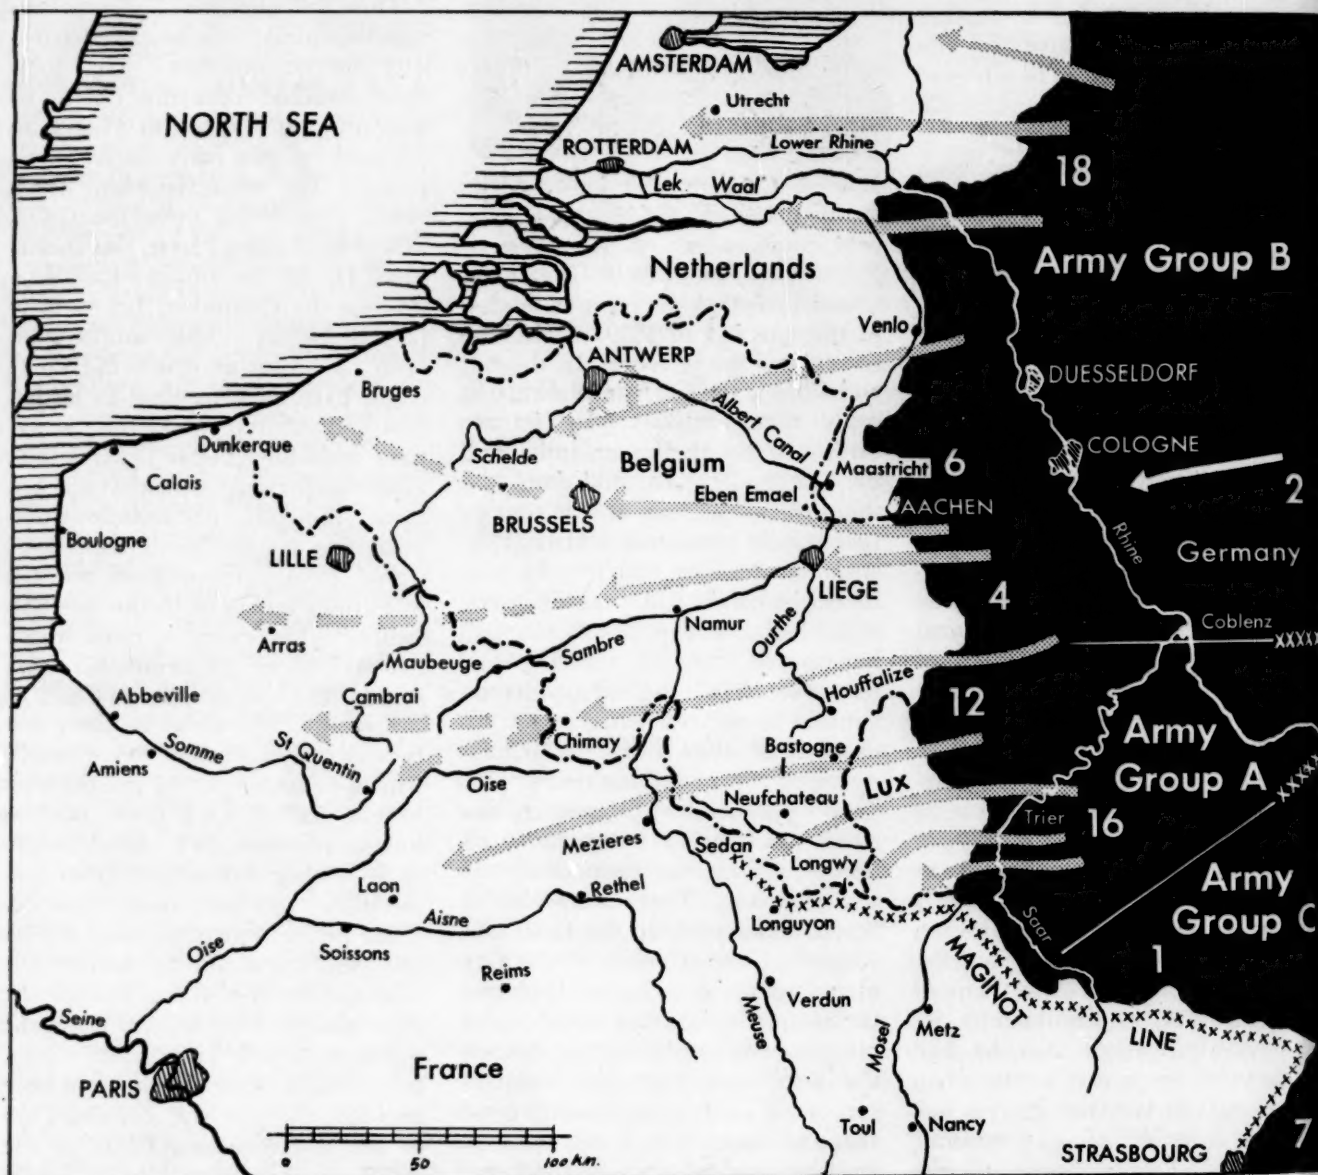 AMSTERDAM
Utrecht
NORTH SEA
ROTTERDAM
Lower Rhine
Lek
Waal
18
Army Group B
Netherlands
Venlo
ANTWERP
Bruges
DUESSELDORF
Albert Canal
Dunkerque
COLOGNE
Schelde
Belgium
Maastricht
6
Calais
Eben Emael
2
BRUSSELS
AACHEN
Boulogne
Rhine
Germany
LILLE
LIEGE
4
Namur
Coblenz
Ourthe
Arras
Sambre
XXXX
Maubeuge
Abbeville
Cambrai
Houffalize
12
Army
Group A
Chimay
Bastogne
Somme
St Quentin
Amiens
Oise
Lux
XXXX
Neufchateau
Trier
16
Mezieres
Sedan
Longwy
Laon
Rethel
Army
Group C
Aisne
Longuyon
Saar
Oise
Soissons
MAGINOT
1
Reims
Verdun
Seine
Meuse
Mosel
Metz
LINE
PARIS
France
Toul
Nancy
7
STRASBOURG
0
50
100 Km.